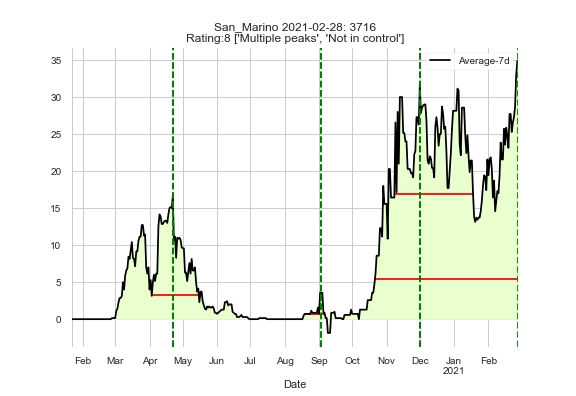 San_Marino 2021-02-28: 3716
Rating:8 ['Multiple peaks', 'Not in control']
Average-7d
35
30
25
20
15
10
5
0
Feb Mar Apr May Jun Jul Aug Sep Oct Nov Dec Jan Feb
2021
Date